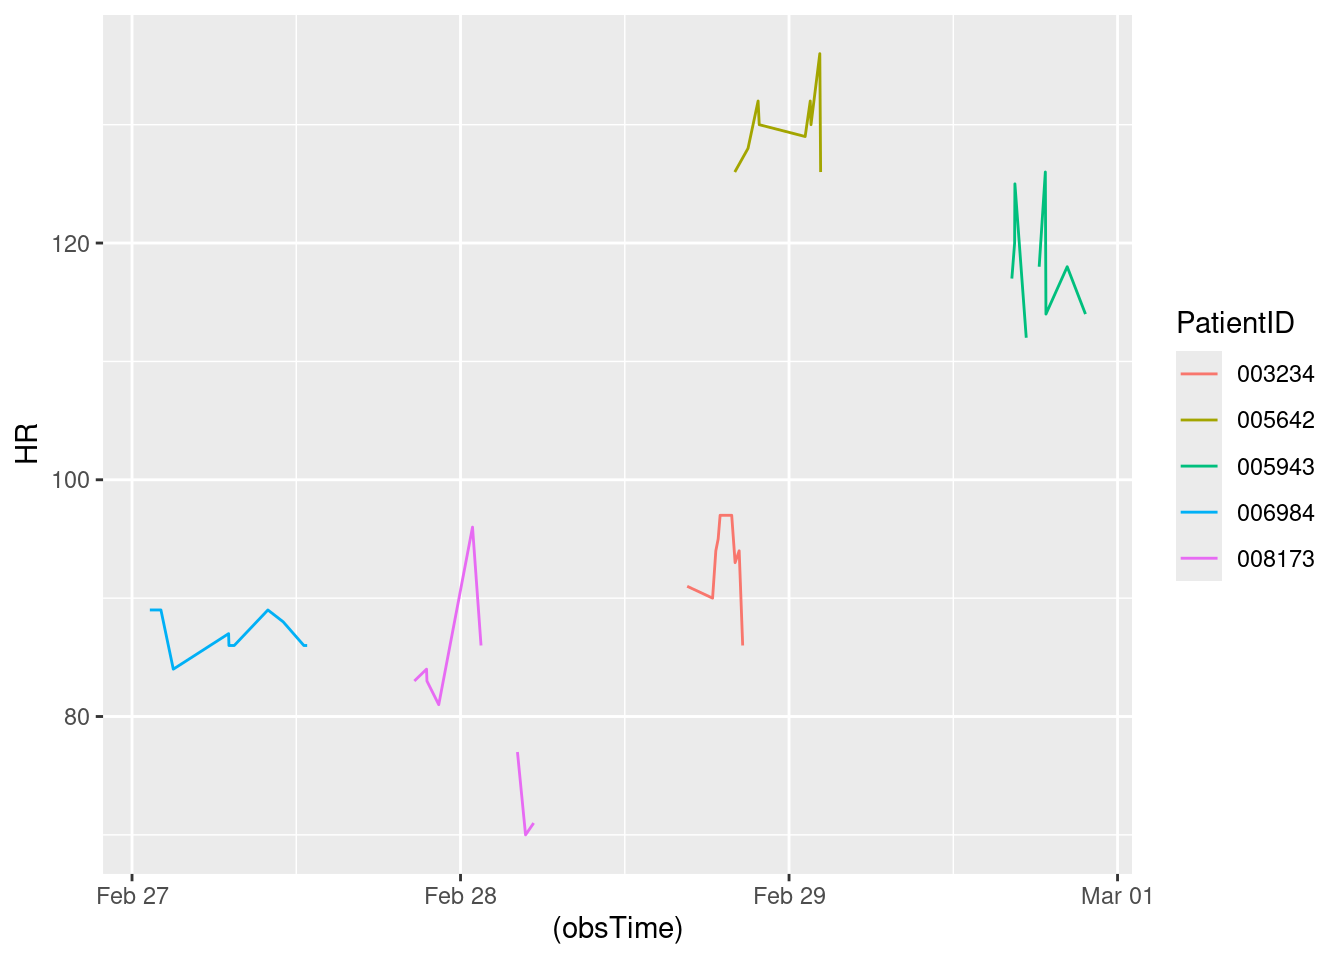 HR
120
100
80
Feb 27
Feb 28
Feb 29
Mar 01
(obsTime)
PatientID
003234
005642
005943
006984
008173